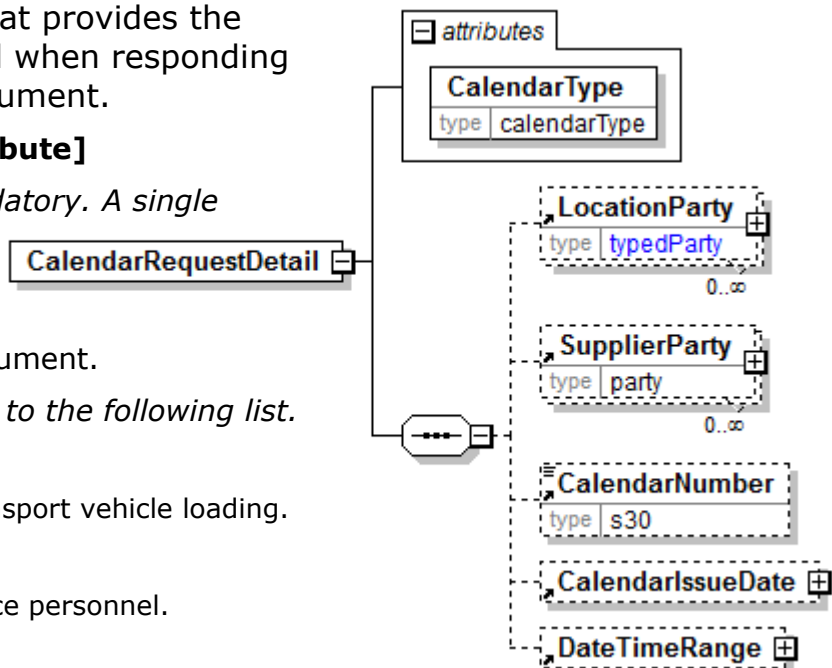 at provides the
when responding
ument.
bute]
latory. A single
ument.
to the following list.
sport vehicle loading.
ce personnel.
attributes
CalendarType
type calendarType
CalendarRequestDetail
LocationParty
type typedParty
0..∞
SupplierParty
type party
0..∞
CalendarNumber
type s30
CalendarIssueDate
DateTimeRange